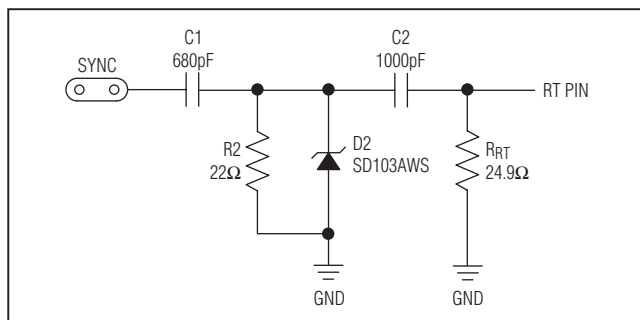 SYNC
C1
680pF
C2
1000pF
RT PIN
R2
22Ω
D2
SD103AWS
RRT
24.9Ω
GND
GND